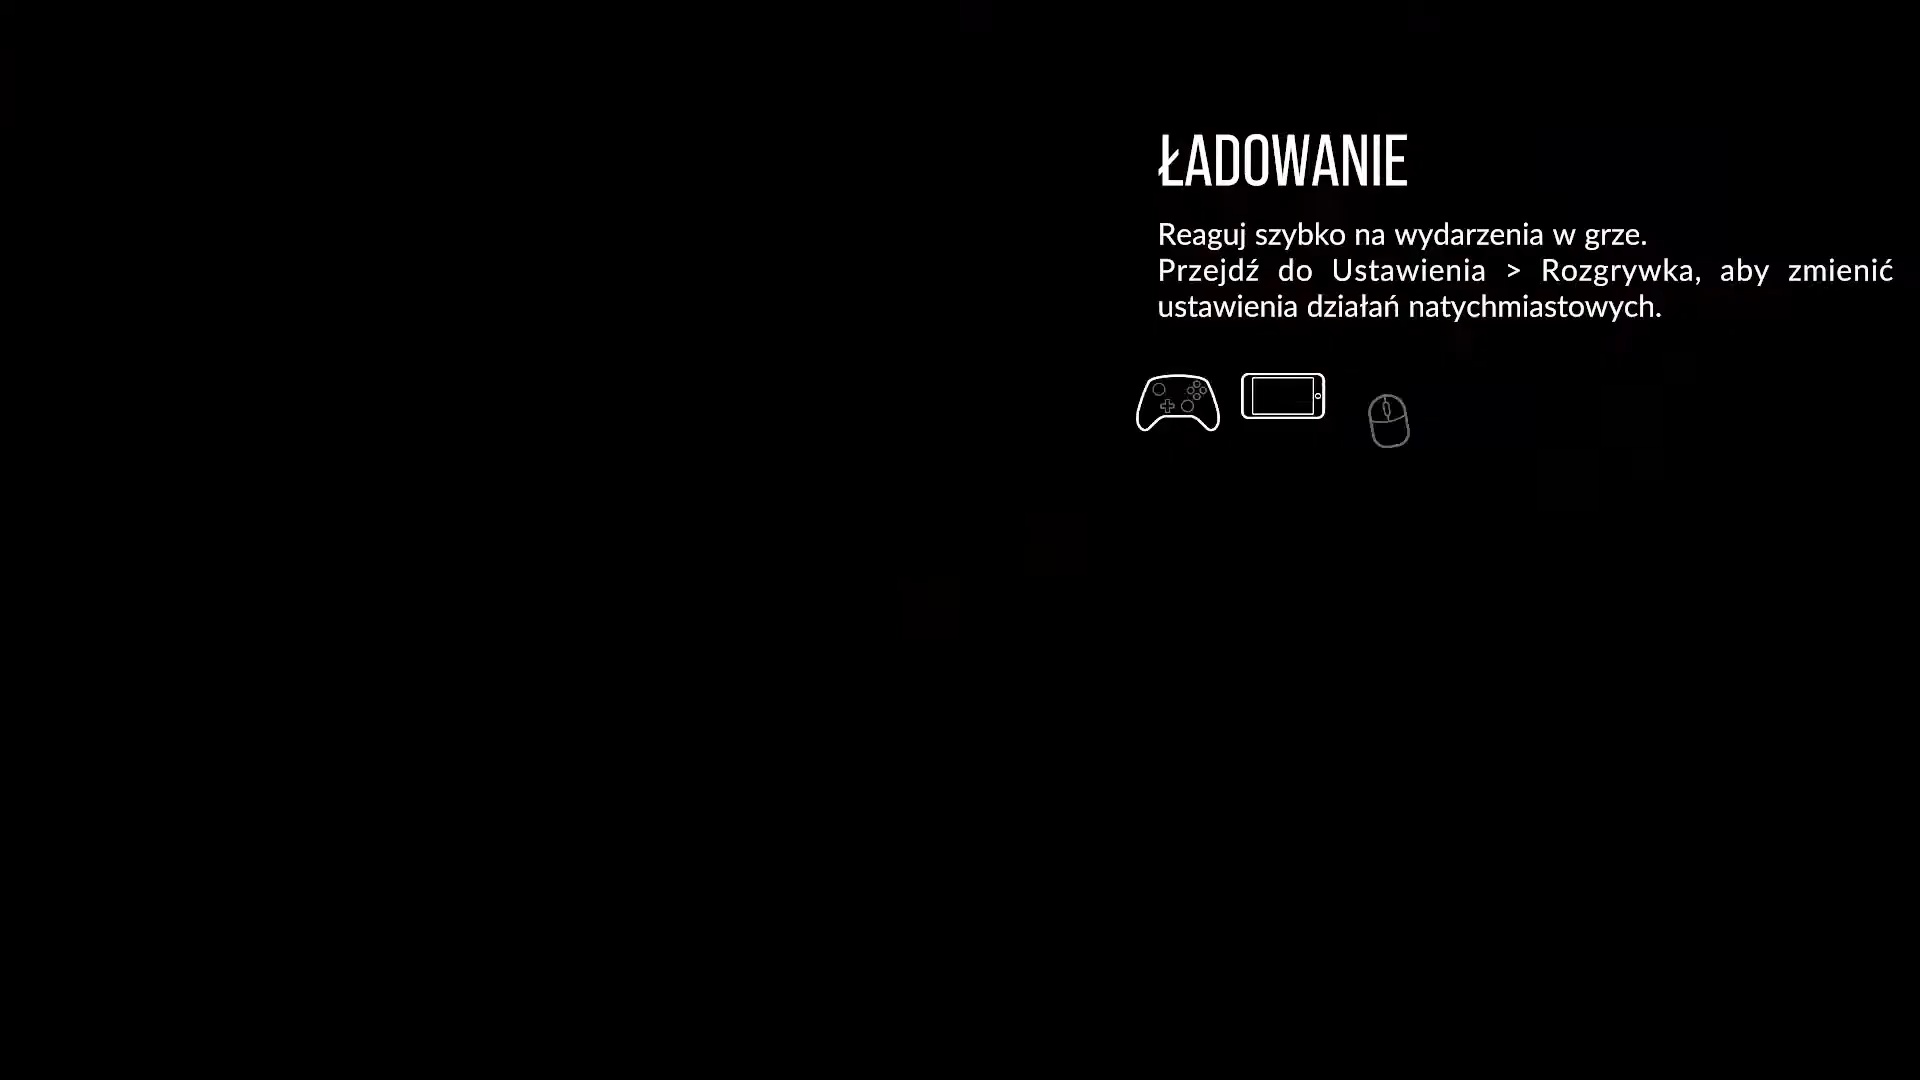 ŁADOWANIE
Reaguj szybko na wydarzenia w grze.
Przejdź do Ustawienia > Rozgrywka, aby zmienić
ustawienia działań natychmiastowych.